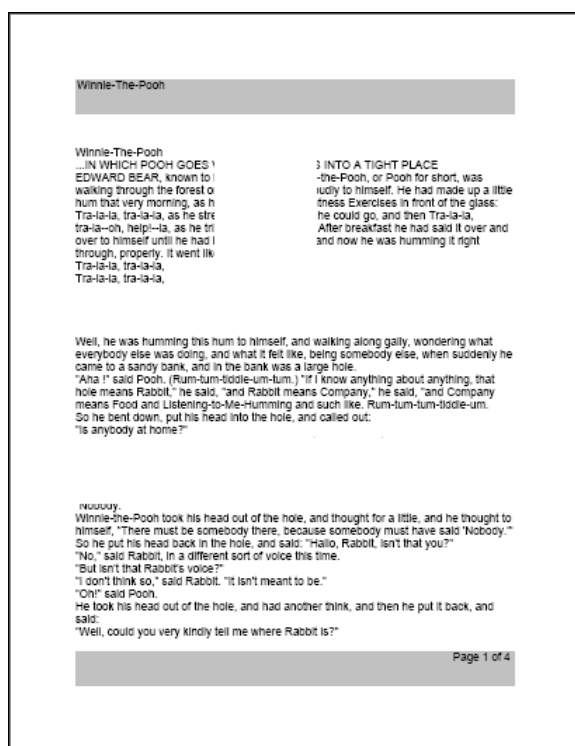 Winnie-The-Pooh
Winnie-The-Pooh
...IN WHICH POOH GOES INTO A TIGHT PLACE
EDWARD BEAR, known to -the-Pooh, or Pooh for short, was
walking through the forest himself. He had made up a little
hum that very morning, as Exercises in front of the glass:
Tra-la-la, tra-la-la, as he he could go, and then Tra-la-la,
tra-la--oh, help!--la, as he After breakfast he had said it over and
over to himself until he had and now he was humming it right
through, properly. It went
Tra-la-la, tra-la-la,
Tra-la-la, tra-la-la,
Well, he was humming this hum to himself, and walking along gaily, wondering what
everybody else was doing, and what it felt like, being somebody else, when suddenly he
came to a sandy bank, and in the bank was a large hole.
"Aha !" said Pooh. (Rum-tum-tiddle-um-tum.) "If I know anything about anything, that
hole means Rabbit," he said, "and Rabbit means Company," he said, "and Company
means Food and Listening-to-Me-Humming and such like. Rum-tum-tum-tiddle-um.
So he bent down, put his head into the hole, and called out:
"Is anybody at home?"
"Nobody."
Winnie-the-Pooh took his head out of the hole, and thought for a little, and he thought to
himself, "There must be somebody there, because somebody must have said 'Nobody.'"
So he put his head back in the hole, and said: "Hallo, Rabbit, isn't that you?"
"No," said Rabbit, in a different sort of voice this time.
"But isn't that Rabbit's voice?"
"I don't think so," said Rabbit. "It isn't meant to be."
"Oh!" said Pooh.
He took his head out of the hole, and had another think, and then he put it back, and
said:
"Well, could you very kindly tell me where Rabbit is?"
Page 1 of 4